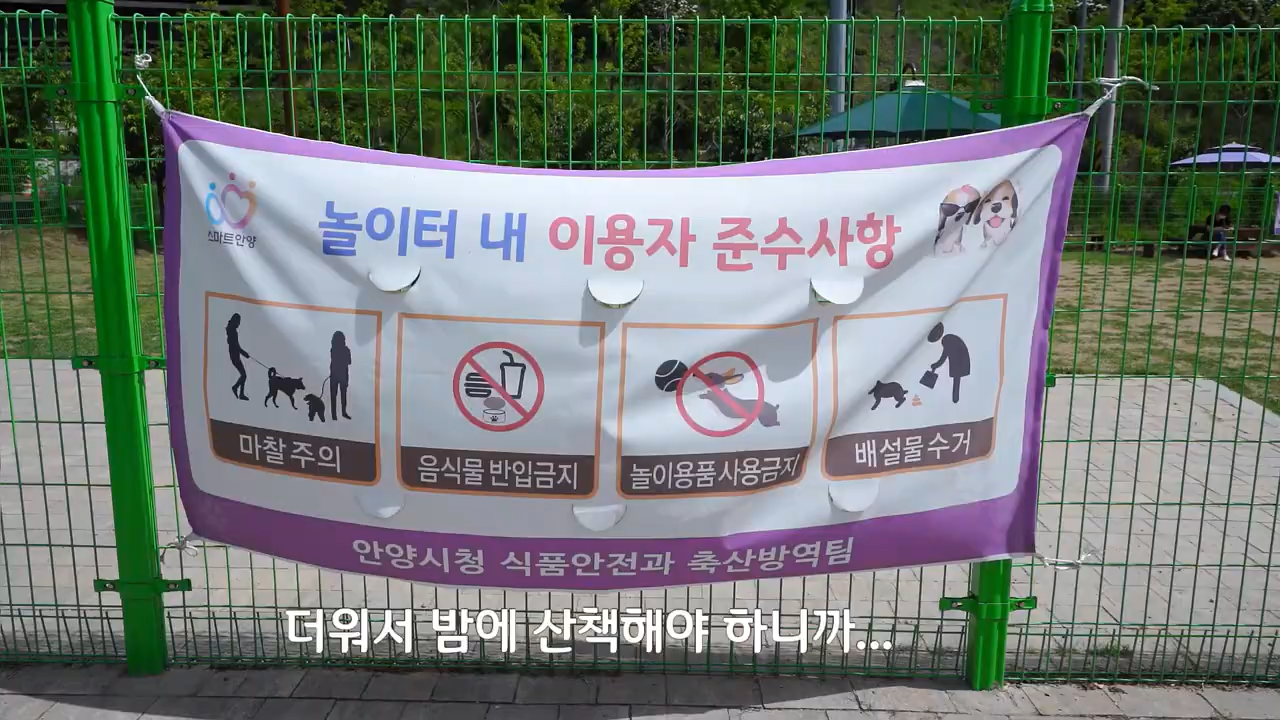 스마트안양
놀이터 내 이용자 준수사항
마찰주의
음식물 반입금지
놀이용품사용금지
배설물수거
안양시청 식품안전과 축산방역팀
더워서 밤에 산책해야 하니까...